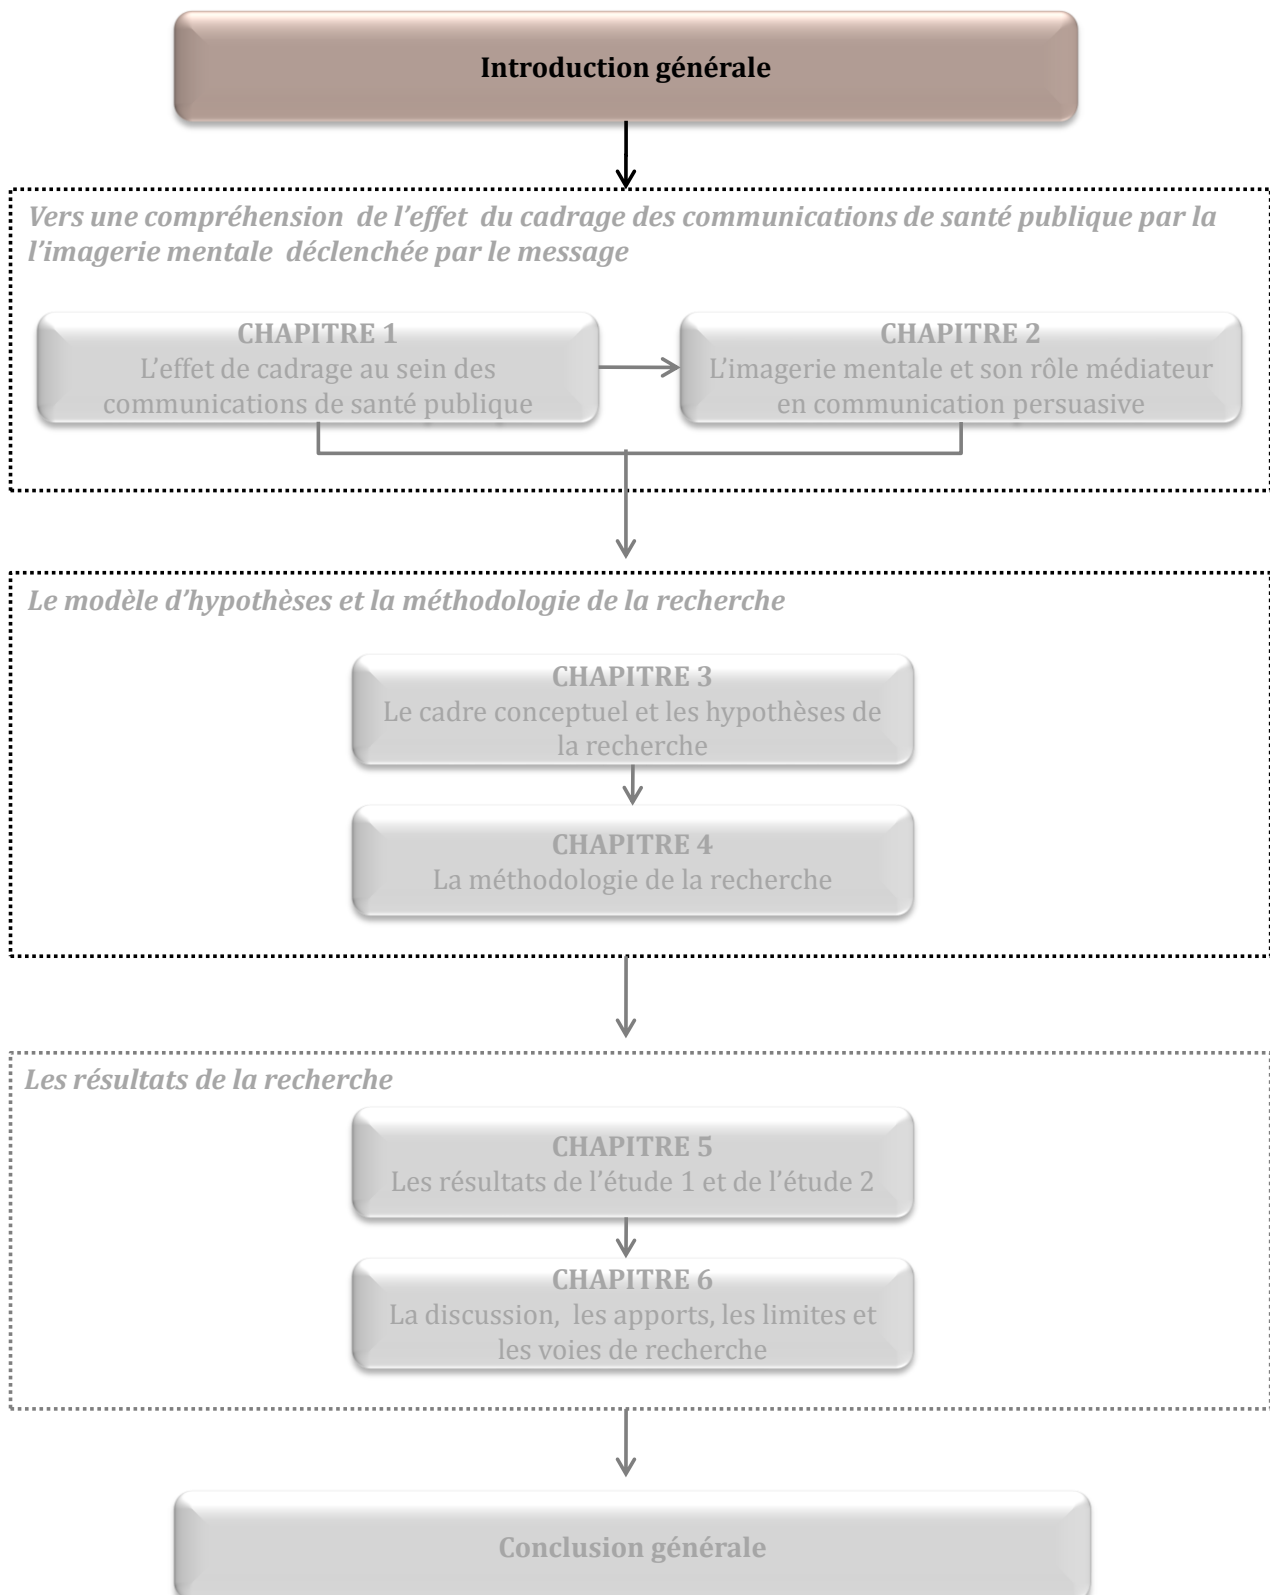 Introduction générale
Vers une compréhension de l'effet du cadrage des communications de santé publique par la
l'imagerie mentale déclenchée par le message
CHAPITRE 1
L'effet de cadrage au sein des
communications de santé publique
CHAPITRE 2
L'imagerie mentale et son rôle médiateur
en communication persuasive
Le modèle d'hypothèses et la méthodologie de la recherche
CHAPITRE 3
Le cadre conceptuel et les hypothèses de
la recherche
CHAPITRE 4
La méthodologie de la recherche
Les résultats de la recherche
CHAPITRE 5
Les résultats de l'étude 1 et de l'étude 2
CHAPITRE 6
La discussion, les apports, les limites et
les voies de recherche
Conclusion générale